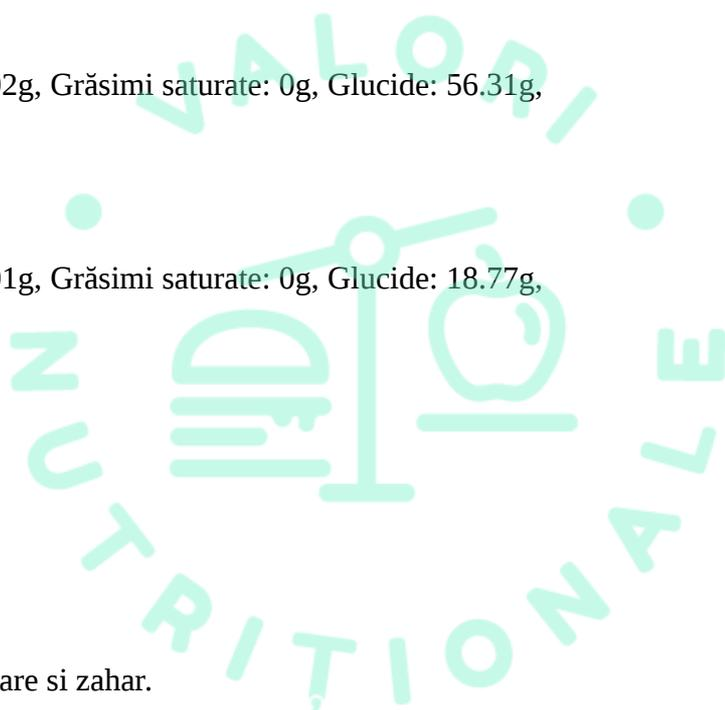 VALORI
2g, Grăsimi saturate: 0g, Glucide: 56.31g,
1g, Grăsimi saturate: 0g, Glucide: 18.77g,
NUTRITIONALE
are si zahar.